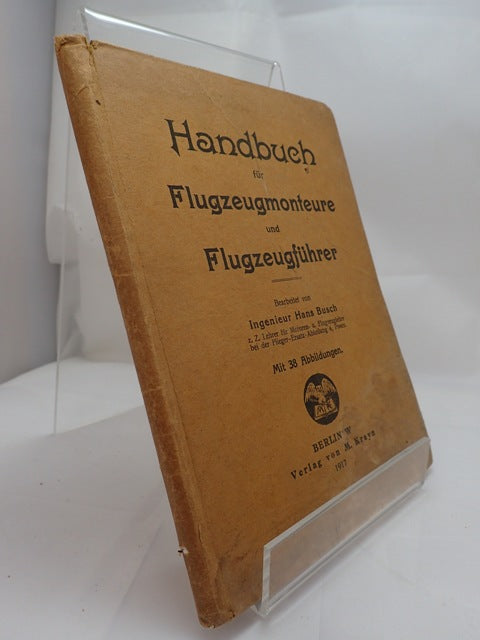 Handbuch
für
Flugzeugmonteure
und
Flugzeugführer
Bearbeitet von
Ingenieur Hans Busch
z. Z. Lehrer für Motoren- u. Flugzeuglehre
bei der Flieger-Ersatz-Abteilung 4, Posen.
Mit 38 Abbildungen.
BERLIN W
Verlag von M. Krayn
1917